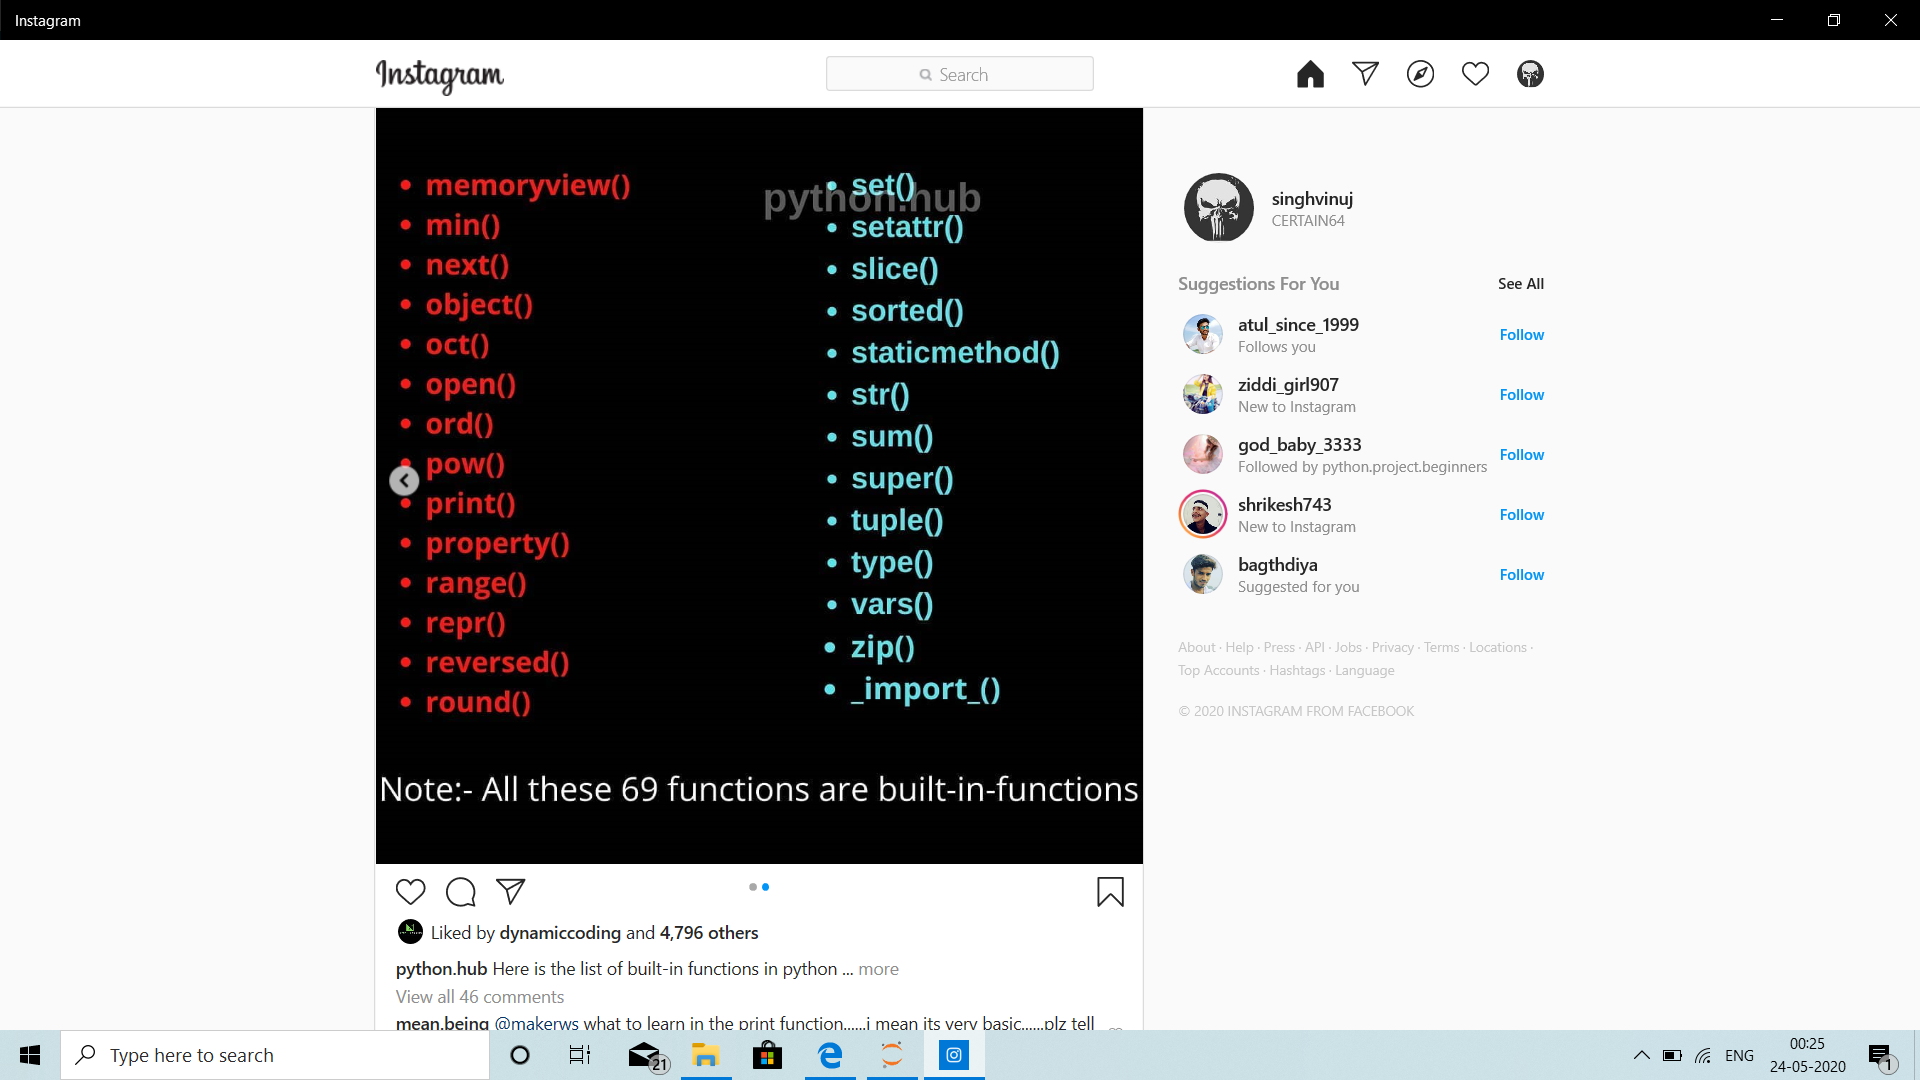 Instagram
Instagram
Search
• memoryview()
• min()
• next()
• object()
• oct()
• open()
• ord()
• pow()
• print()
• property()
• range()
• repr()
• reversed()
• round()
python.hub
• set()
• setattr()
• slice()
• sorted()
• staticmethod()
• str()
• sum()
• super()
• tuple()
• type()
• vars()
• zip()
• _import_()
Note:- All these 69 functions are built-in-functions
Liked by dynamiccoding and 4,796 others
python.hub Here is the list of built-in functions in python ... more
View all 46 comments
mean.being @makerws what to learn in the print function......i mean its very basic......plz tell
singhvinuj
CERTAIN64
Suggestions For You See All
atul_since_1999
Follows you
Follow
ziddi_girl907
New to Instagram
Follow
god_baby_3333
Followed by python.project.beginners
Follow
shrikesh743
New to Instagram
Follow
bagthdiya
Suggested for you
Follow
About · Help · Press · API · Jobs · Privacy · Terms · Locations ·
Top Accounts · Hashtags · Language
© 2020 INSTAGRAM FROM FACEBOOK
Type here to search
21
ENG
00:25
24-05-2020
1